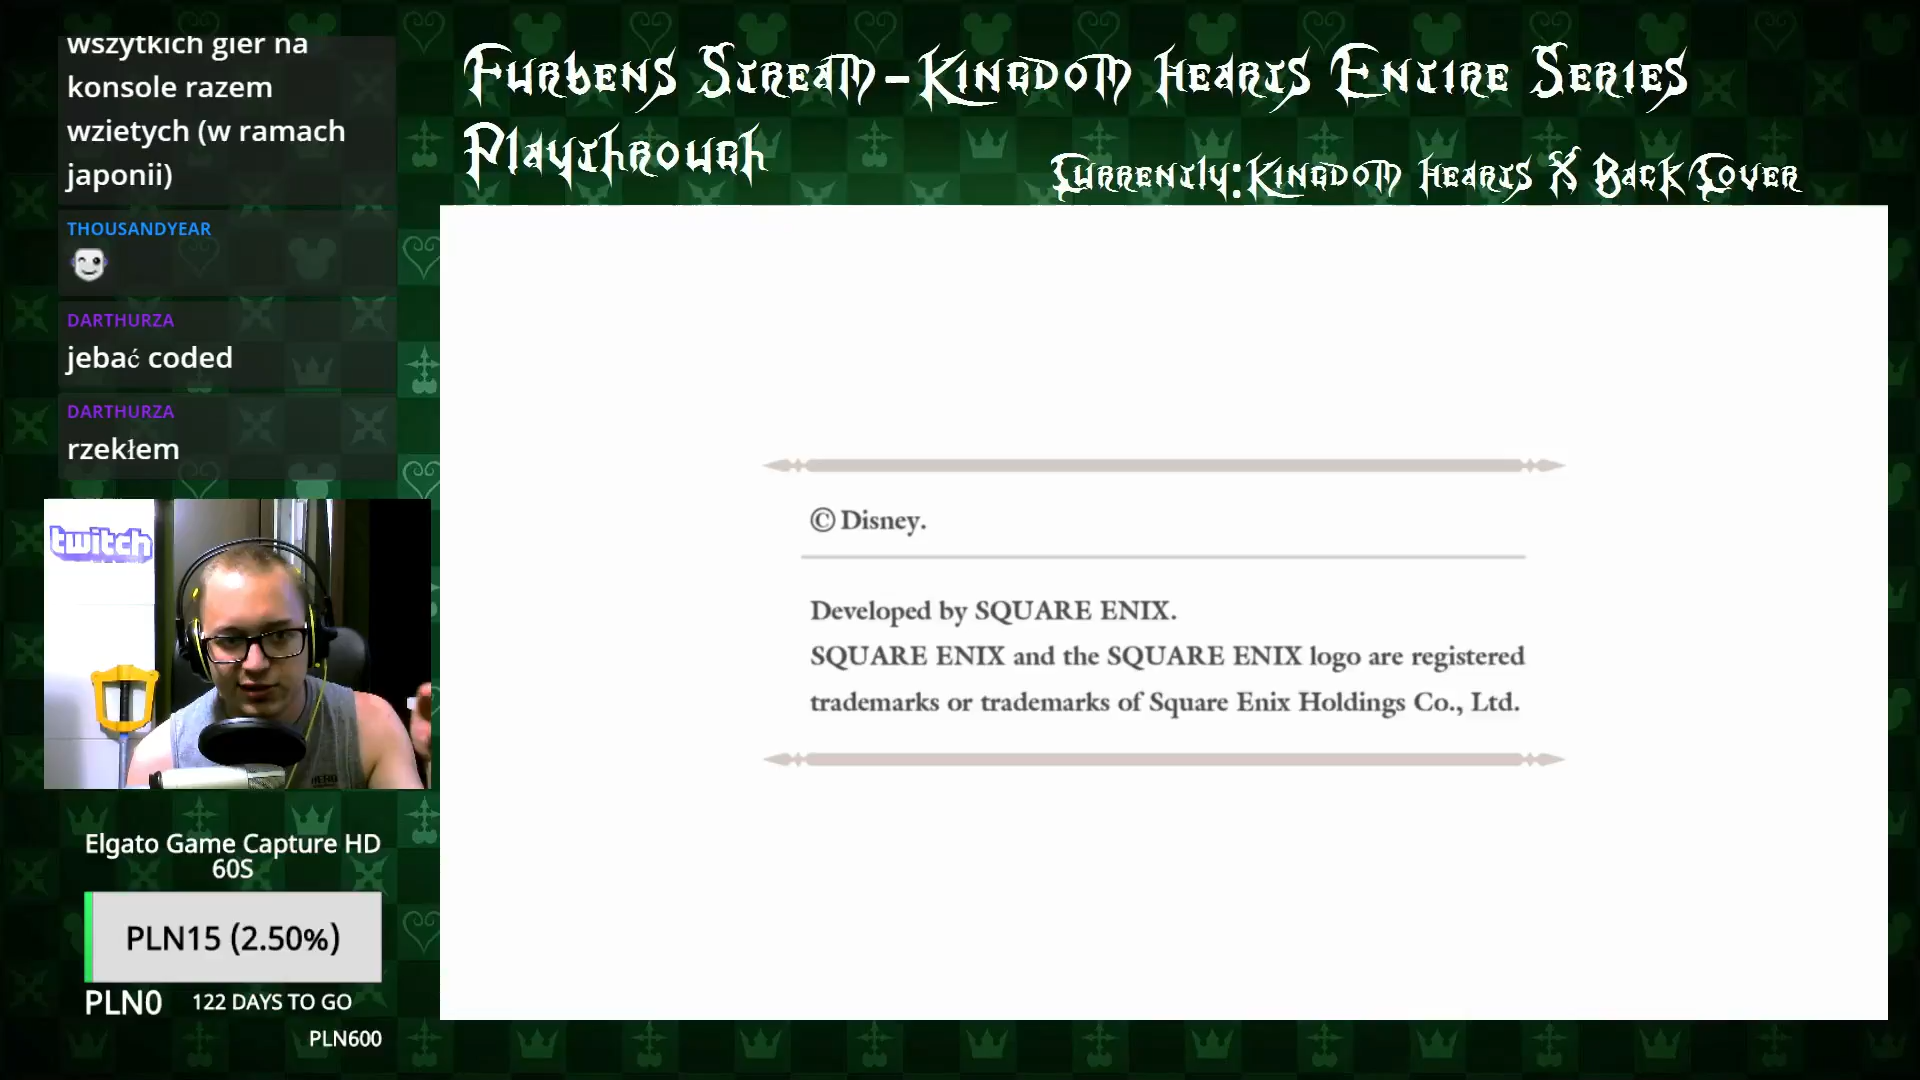 wszytkich gier na
konsole razem
wzietych (w ramach
japonii)
THOUSANDYEAR
DARTHURZA
jebać coded
DARTHURZA
rzekłem
Furbens Stream-Kingdom Hearts Entire Series
Playthrough
Currently:Kingdom Hearts X Back Cover
© Disney.
Developed by SQUARE ENIX.
SQUARE ENIX and the SQUARE ENIX logo are registered
trademarks or trademarks of Square Enix Holdings Co., Ltd.
twitch
HERO
Elgato Game Capture HD
60S
PLN15 (2.50%)
PLN0 122 DAYS TO GO
PLN600